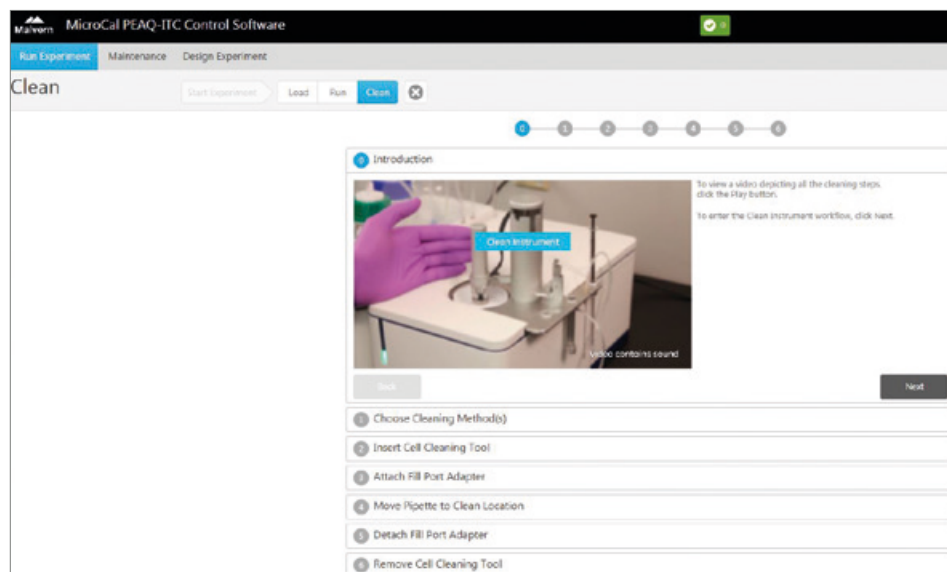 Malvern MicroCal PEAQ-ITC Control Software
0
Run Experiment Maintenance Design Experiment
Clean
Start Experiment Load Run Clean
0 1 2 3 4 5 6
0 Introduction
To view a video depicting all the cleaning steps,
click the Play button.
To enter the Clean Instrument workflow, click Next.
Clean Instrument
Video contains sound
Back Next
1 Choose Cleaning Method(s)
2 Insert Cell Cleaning Tool
3 Attach Fill Port Adapter
4 Move Pipette to Clean Location
5 Detach Fill Port Adapter
6 Remove Cell Cleaning Tool